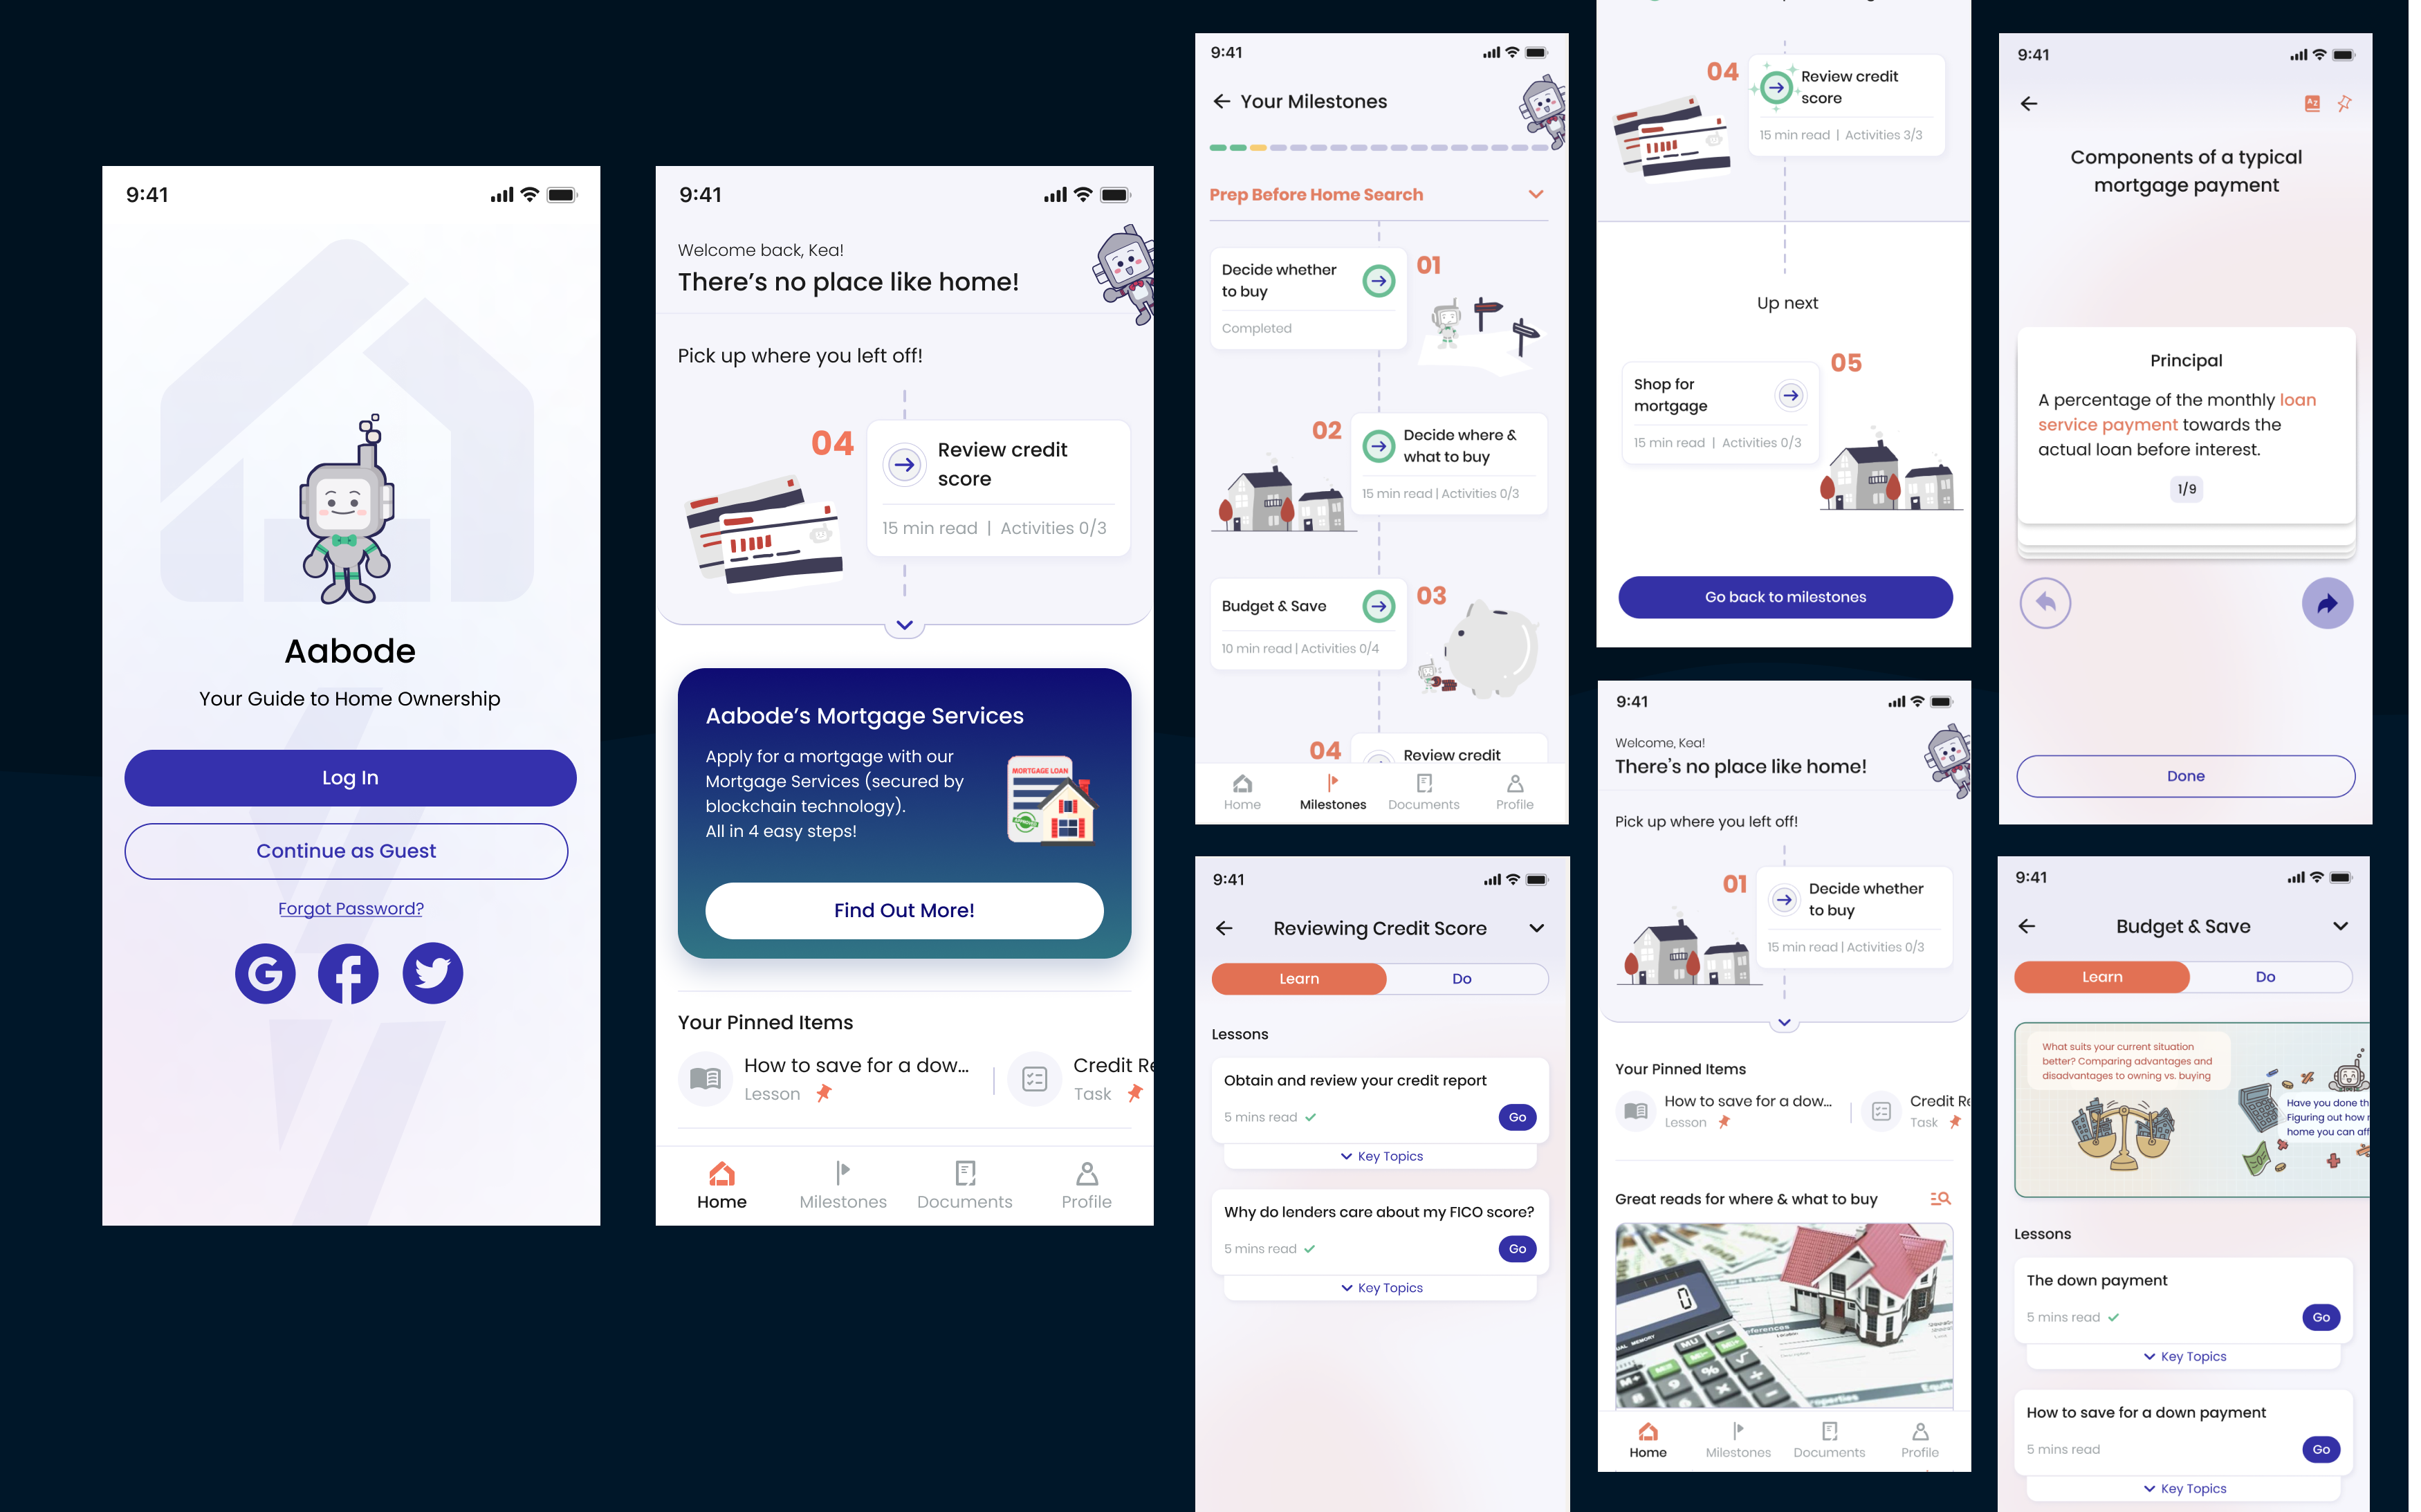 9:41
Aabode
Your Guide to Home Ownership
Log In
Continue as Guest
Forgot Password?
9:41
Welcome back, Kea!
There's no place like home!
Pick up where you left off!
04
Review credit
score
15 min read | Activities 0/3
Aabode's Mortgage Services
Apply for a mortgage with our
Mortgage Services (secured by
blockchain technology).
All in 4 easy steps!
MORTGAGE LOAN
Find Out More!
Your Pinned Items
How to save for a dow...
Lesson
Credit Re
Task
Home
Milestones
Documents
Profile
9:41
Your Milestones
Prep Before Home Search
Decide whether
to buy
01
Completed
02
Decide where &
what to buy
15 min read | Activities 0/3
Budget & Save
03
10 min read | Activities 0/4
04
Review credit
Home
Milestones
Documents
Profile
9:41
Reviewing Credit Score
Learn
Do
Lessons
Obtain and review your credit report
5 mins read
Go
Key Topics
Why do lenders care about my FICO score?
5 mins read
Go
Key Topics
04
Review credit
score
15 min read | Activities 3/3
Up next
05
Shop for
mortgage
15 min read | Activities 0/3
Go back to milestones
9:41
Welcome, Kea!
There's no place like home!
Pick up where you left off!
01
Decide whether
to buy
15 min read | Activities 0/3
Your Pinned Items
How to save for a dow...
Lesson
Credit Re
Task
Great reads for where & what to buy
Home
Milestones
Documents
Profile
9:41
Components of a typical
mortgage payment
Principal
A percentage of the monthly loan
service payment towards the
actual loan before interest.
1/9
Done
9:41
Budget & Save
Learn
Do
What suits your current situation
better? Comparing advantages and
disadvantages to owning vs. buying
Have you done th
Figuring out how
home you can aff
Lessons
The down payment
5 mins read
Go
Key Topics
How to save for a down payment
5 mins read
Go
Key Topics